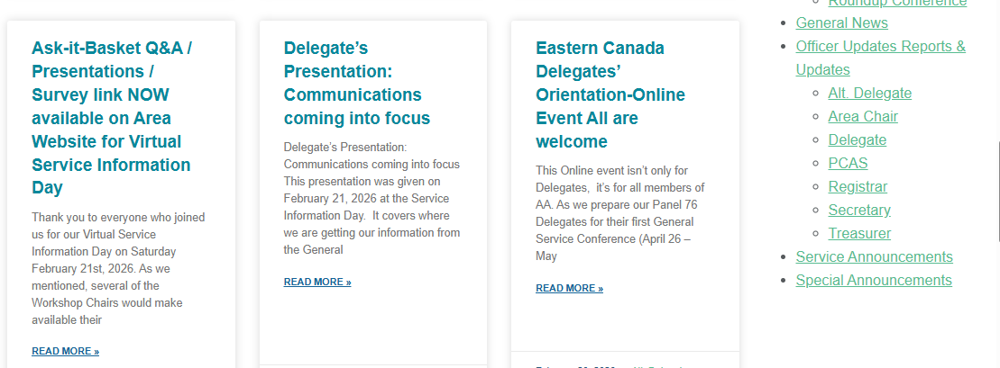 Ask-it-Basket Q&A /
Presentations /
Survey link NOW
available on Area
Website for Virtual
Service Information
Day
Thank you to everyone who joined
us for our Virtual Service
Information Day on Saturday
February 21st, 2026. As we
mentioned, several of the
Workshop Chairs would make
available their
READ MORE »
Delegate’s
Presentation:
Communications
coming into focus
Delegate’s Presentation:
Communications coming into focus
This presentation was given on
February 21, 2026 at the Service
Information Day.  It covers where
we are getting our information from
the General
READ MORE »
Eastern Canada
Delegates’
Orientation-Online
Event All are
welcome
This Online event isn’t only for
Delegates,  it’s for all members of
AA. As we prepare our Panel 76
Delegates for their first General
Service Conference (April 26 –
May
READ MORE »
Roundup Conference
General News
Officer Updates Reports &
Updates
Alt. Delegate
Area Chair
Delegate
PCAS
Registrar
Secretary
Treasurer
Service Announcements
Special Announcements